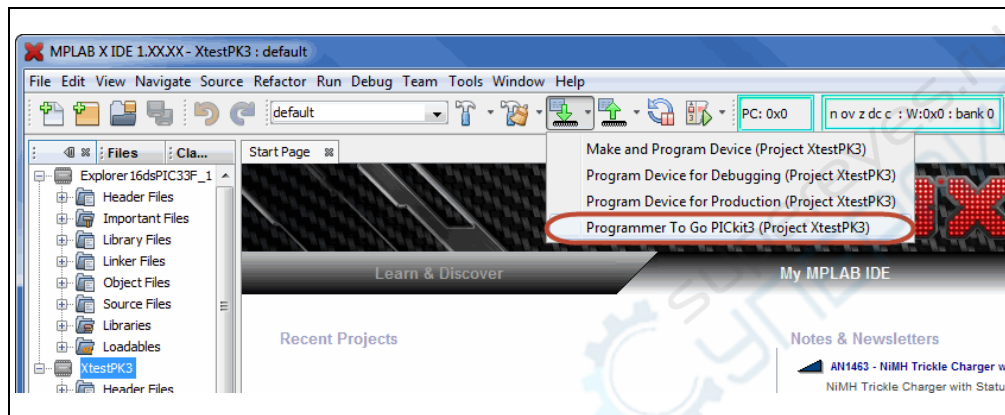 MPLAB X IDE 1.XX.XX - XtestPK3 : default
File Edit View Navigate Source Refactor Run Debug Team Tools Window Help
default
PC: 0x0
n ov z dc c : W:0x0 : bank 0
Files
Cla...
Start Page
Make and Program Device (Project XtestPK3)
Program Device for Debugging (Project XtestPK3)
Program Device for Production (Project XtestPK3)
Programmer To Go PICkit3 (Project XtestPK3)
Explorer16dsPIC33F_1
Header Files
Important Files
Library Files
Linker Files
Object Files
Source Files
Libraries
Loadables
XtestPK3
Header Files
Learn & Discover
My MPLAB IDE
Recent Projects
Notes & Newsletters
AN1463 - NiMH Trickle Charger w
NiMH Trickle Charger with Statu